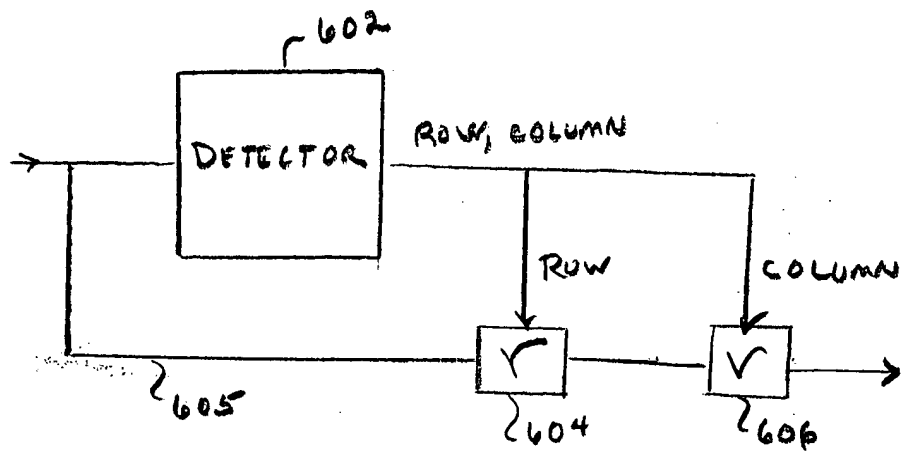 602
DETECTOR
ROW, COLUMN
ROW
COLUMN
r
V
605
604
606